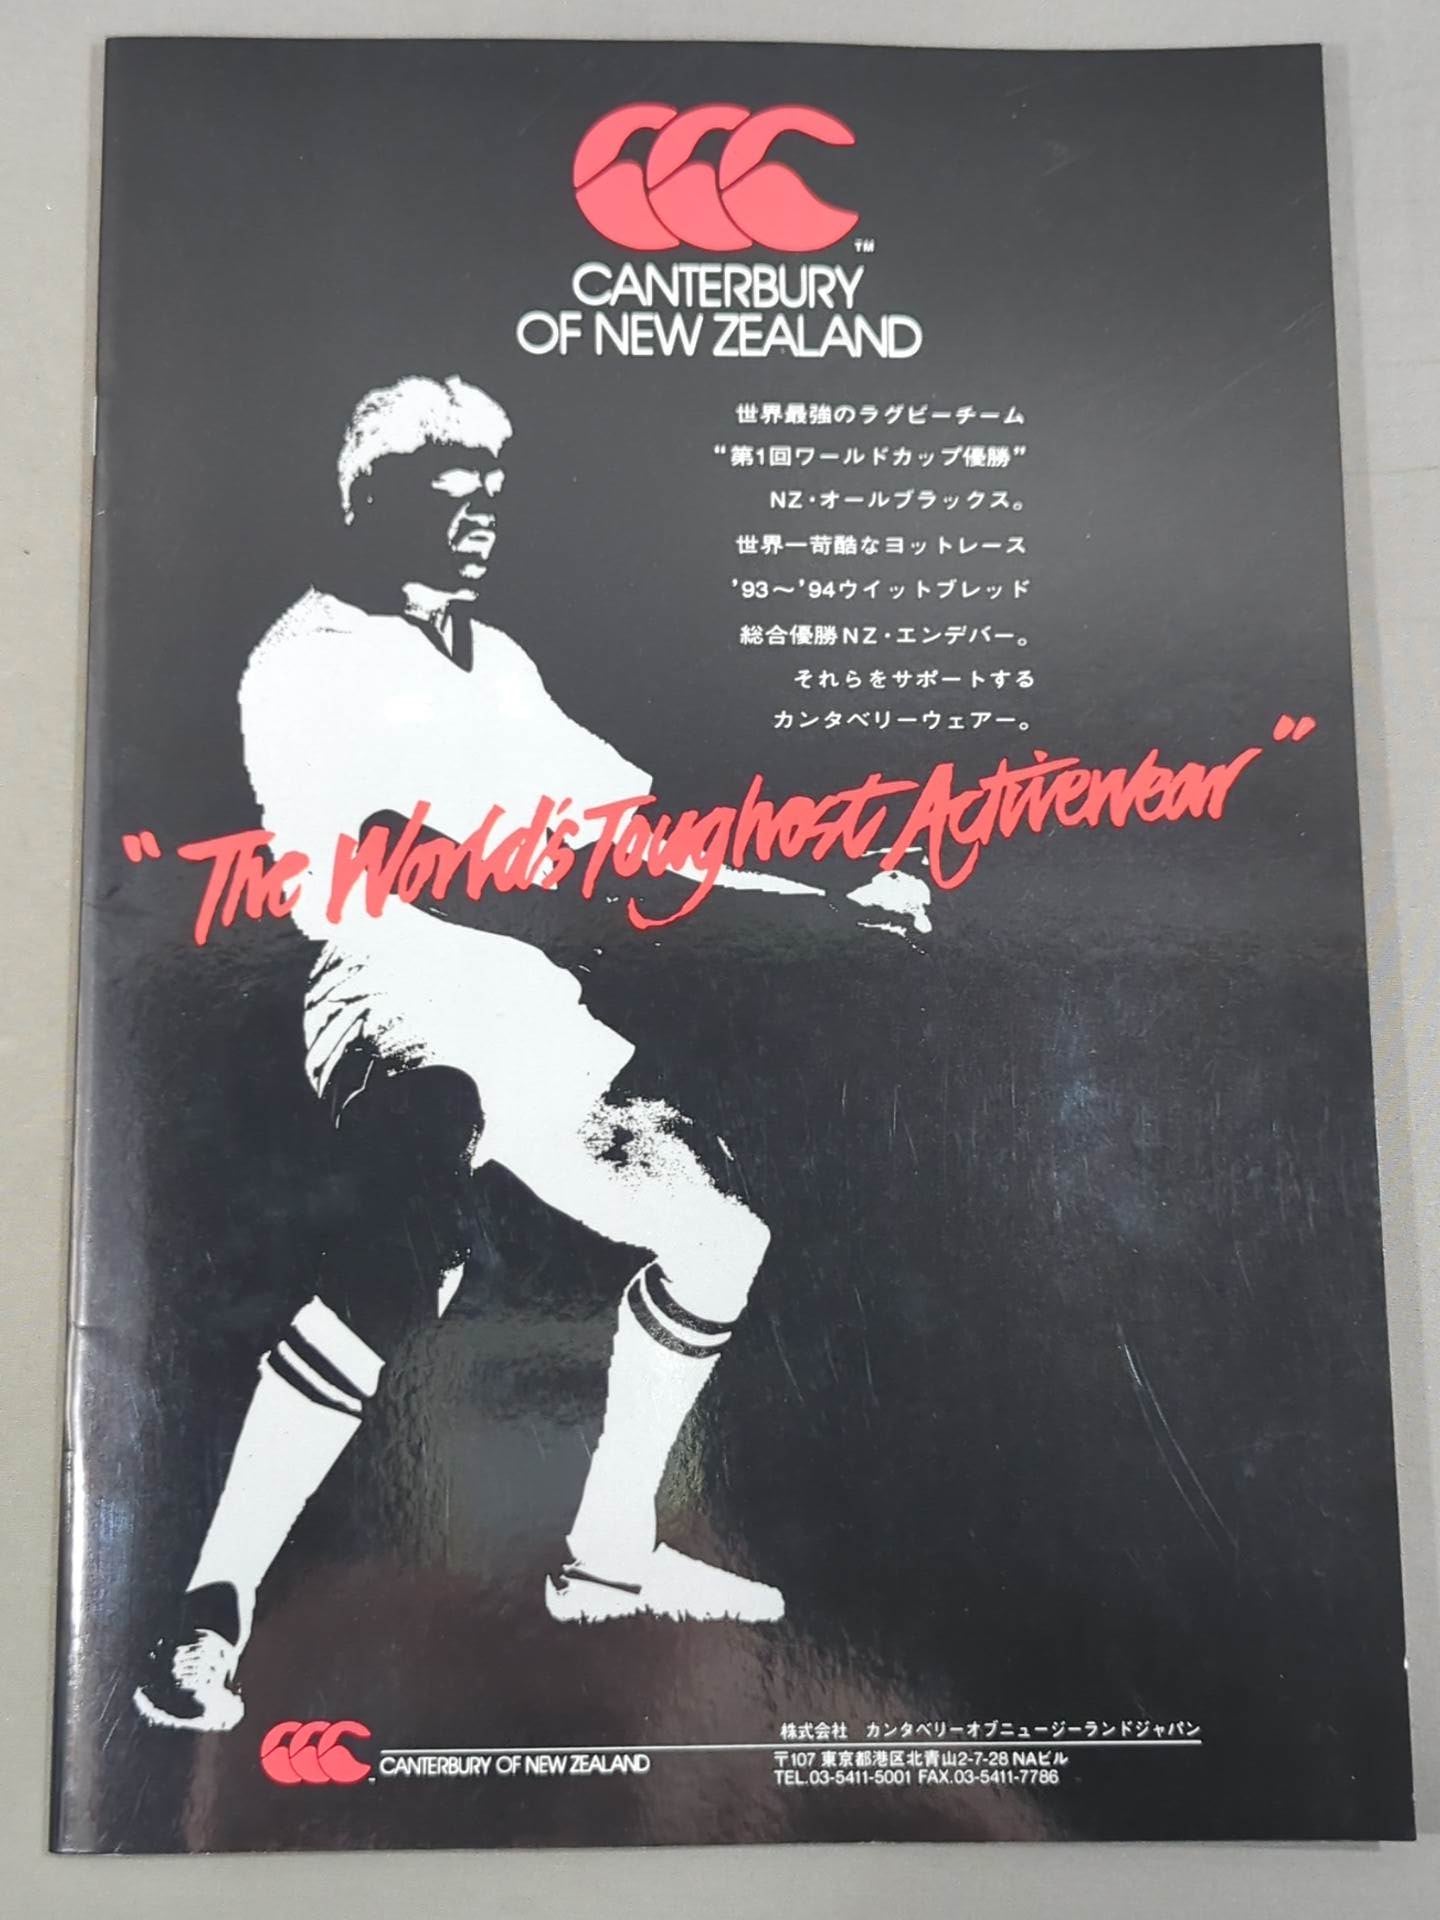 CCC™
CANTERBURY
OF NEW ZEALAND
世界最強のラグビーチーム
“第1回ワールドカップ優勝”
NZ・オールブラックス。
世界一苛酷なヨットレース
’93〜’94ウイットブレッド
総合優勝NZ・エンデバー。
それらをサポートする
カンタベリーウェアー。
“The World's Toughest Activewear”
株式会社 カンタベリーオブニュージーランドジャパン
CCC™ CANTERBURY OF NEW ZEALAND
〒107 東京都港区北青山2-7-28 NAビル
TEL.03-5411-5001 FAX.03-5411-7786